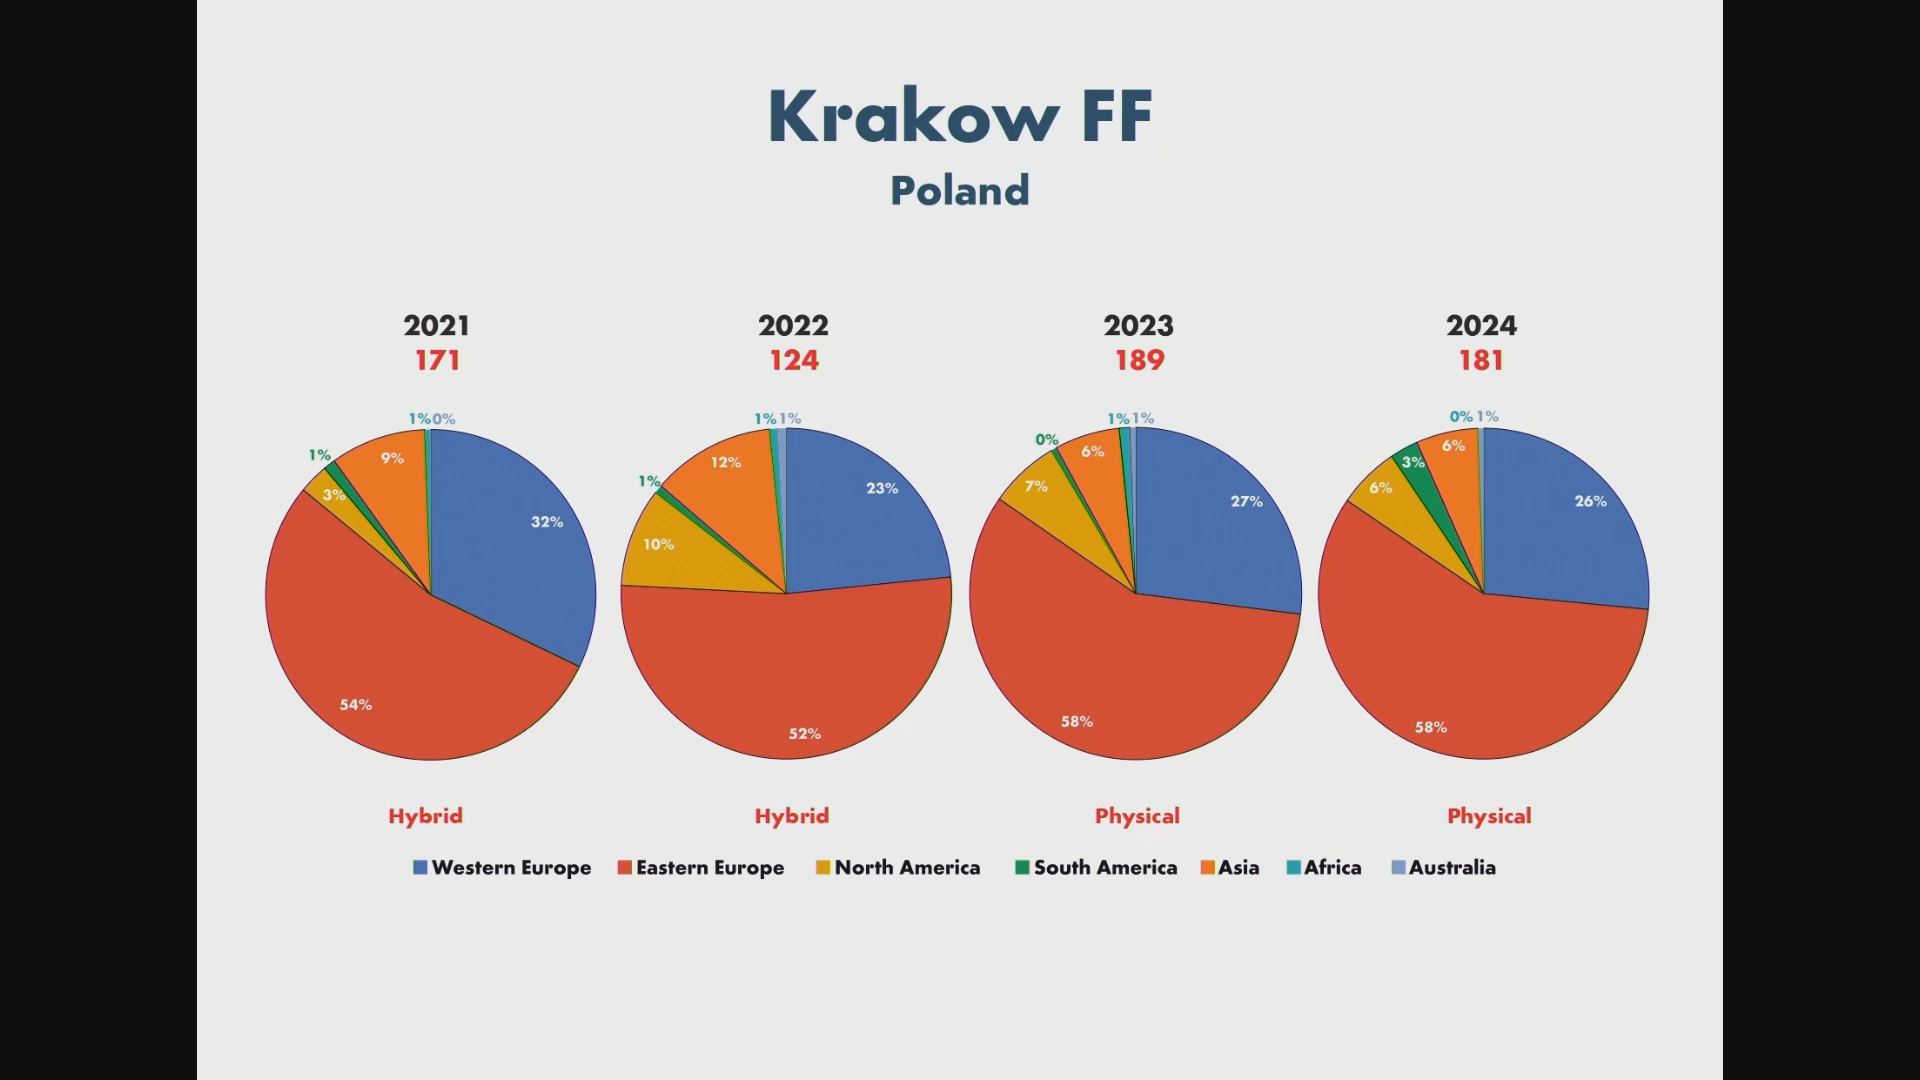 Krakow FF
Poland
2021 2022 2023 2024
171 124 189 181
1% 0% 1% 1% 1% 1% 0% 1%
1% 9% 1% 12% 0% 6% 3% 6%
3% 32% 10% 23% 7% 27% 6% 26%
54% 52% 58% 58%
Hybrid Hybrid Physical Physical
Western Europe Eastern Europe North America South America Asia Africa Australia